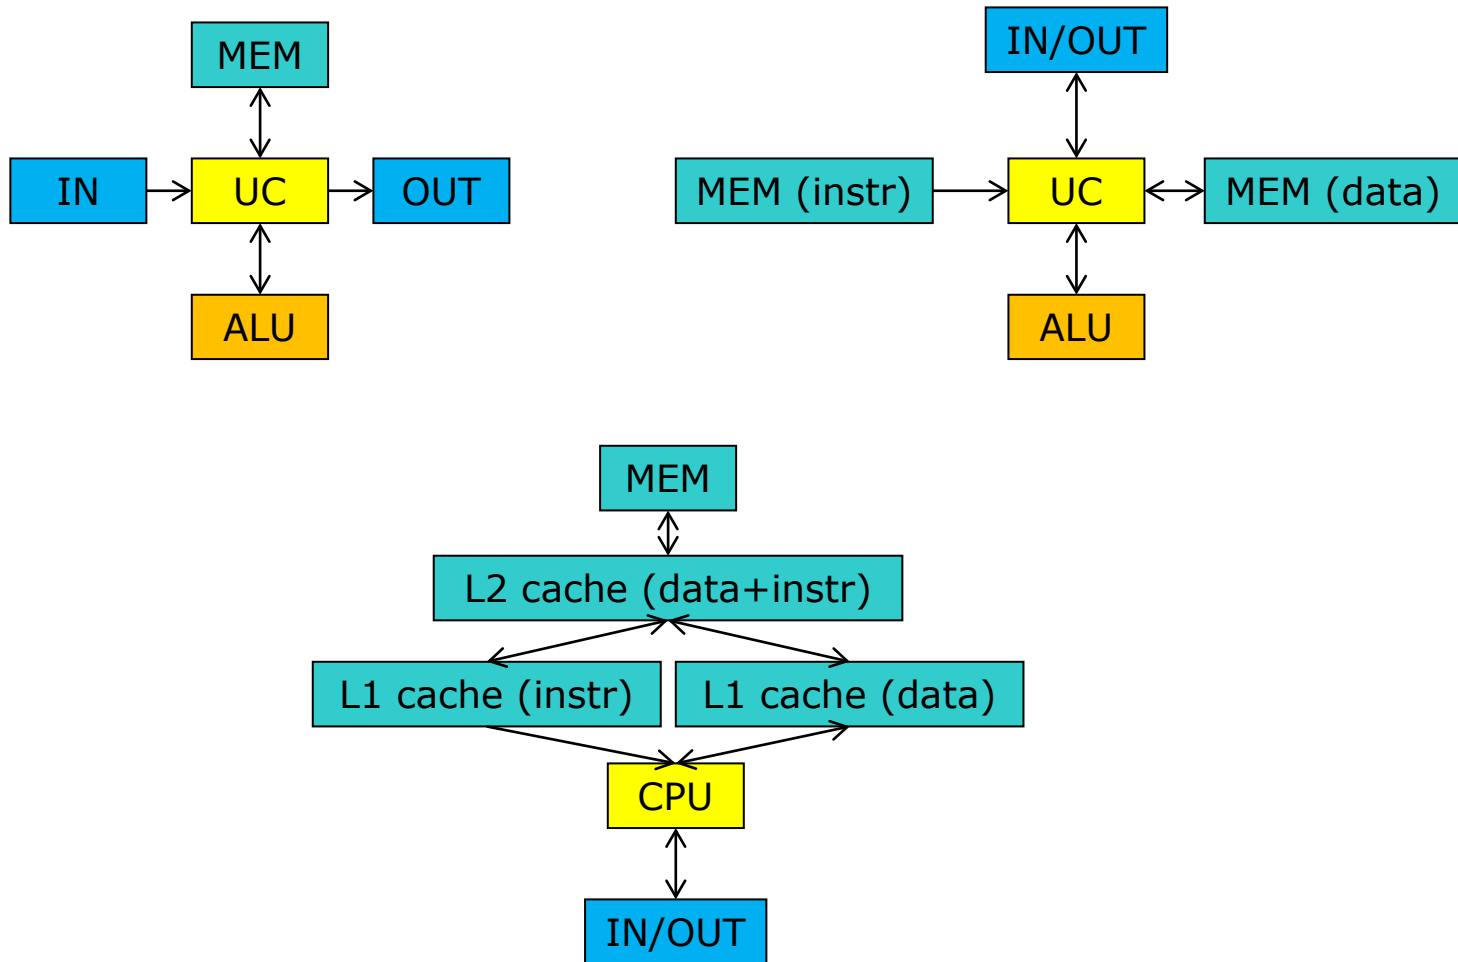 MEM
IN
UC
OUT
ALU
IN/OUT
MEM (instr)
UC
MEM (data)
ALU
MEM
L2 cache (data+instr)
L1 cache (instr)
L1 cache (data)
CPU
IN/OUT